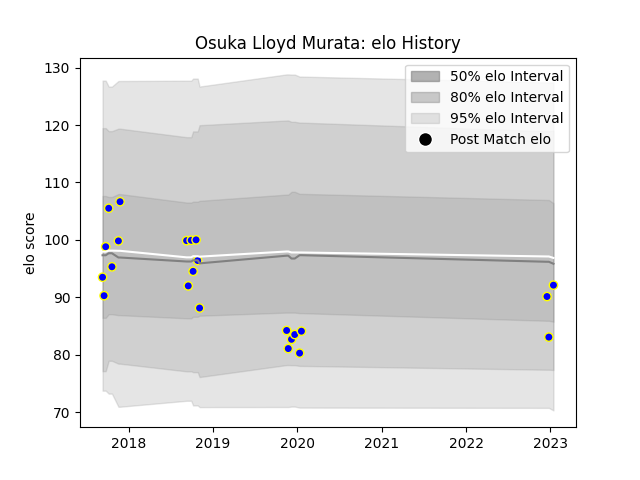 Osuka Lloyd Murata: elo History
50% elo Interval
80% elo Interval
95% elo Interval
Post Match elo
elo score
130
120
110
100
90
80
70
2018 2019 2020 2021 2022 2023